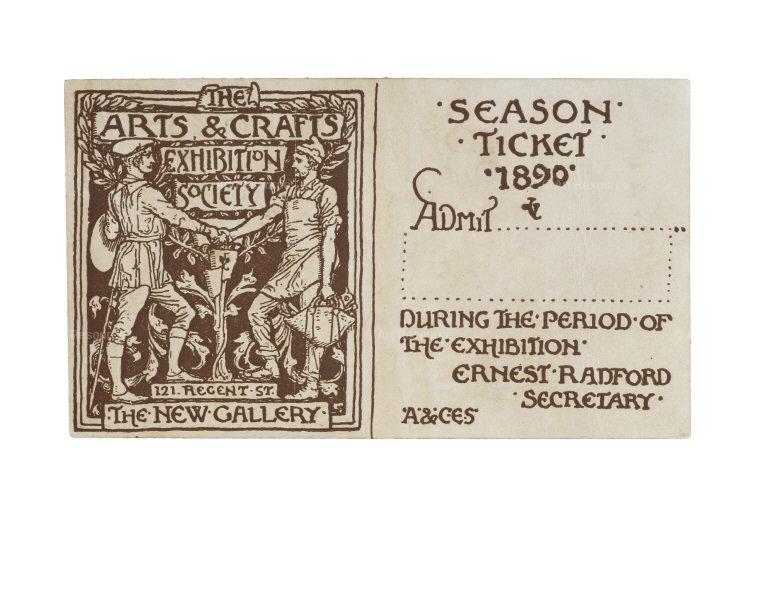 THE
ARTS & CRAFTS
EXHIBITION
SOCIETY
121. REGENT. ST.
THE. NEW. GALLERY.
·SEASON·
·TICKET·
·1890·
ADMIT
DURING THE·PERIOD·OF
THE·EXHIBITION·
ERNEST·RADFORD
·SECRETARY·
A&CES